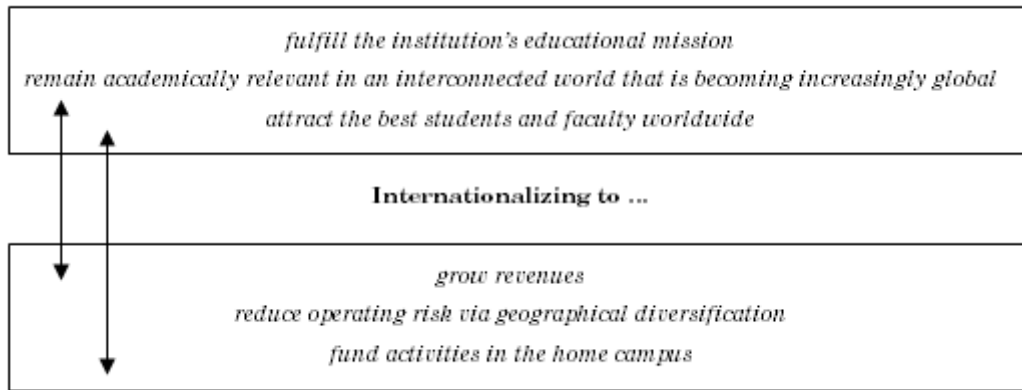 fulfill the institution's educational mission
remain academically relevant in an interconnected world that is becoming increasingly global
attract the best students and faculty worldwide
Internationalizing to ...
grow revenues
reduce operating risk via geographical diversification
fund activities in the home campus